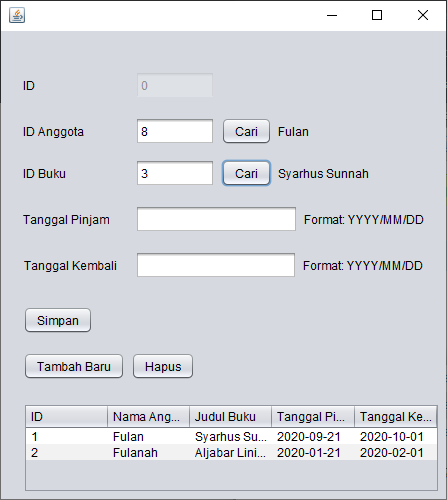 ID 0
ID Anggota 8 Cari Fulan
ID Buku 3 Cari Syarhus Sunnah
Tanggal Pinjam Format: YYYY/MM/DD
Tanggal Kembali Format: YYYY/MM/DD
Simpan
Tambah Baru Hapus
ID Nama Ang... Judul Buku Tanggal Pi... Tanggal Ke...
1 Fulan Syarhus Su... 2020-09-21 2020-10-01
2 Fulanah Aljabar Lini... 2020-01-21 2020-02-01